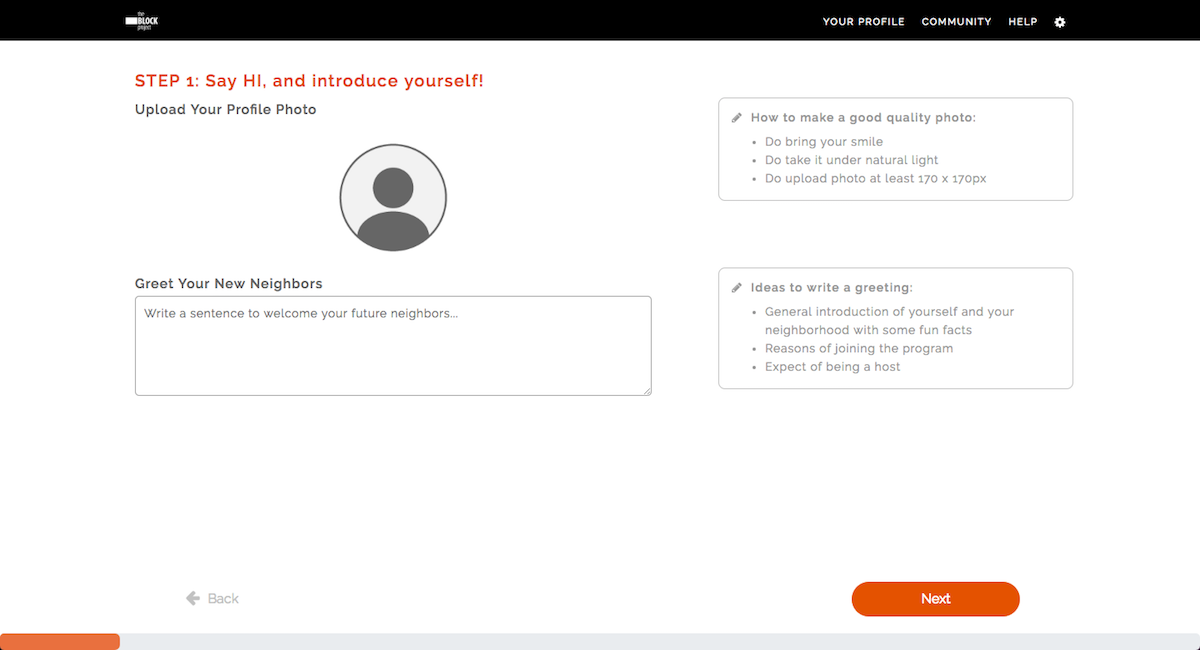 the
BLOCK
project
YOUR PROFILE COMMUNITY HELP
STEP 1: Say HI, and introduce yourself!
Upload Your Profile Photo
How to make a good quality photo:
• Do bring your smile
• Do take it under natural light
• Do upload photo at least 170 x 170px
Greet Your New Neighbors
Write a sentence to welcome your future neighbors...
Ideas to write a greeting:
• General introduction of yourself and your
neighborhood with some fun facts
• Reasons of joining the program
• Expect of being a host
Back
Next